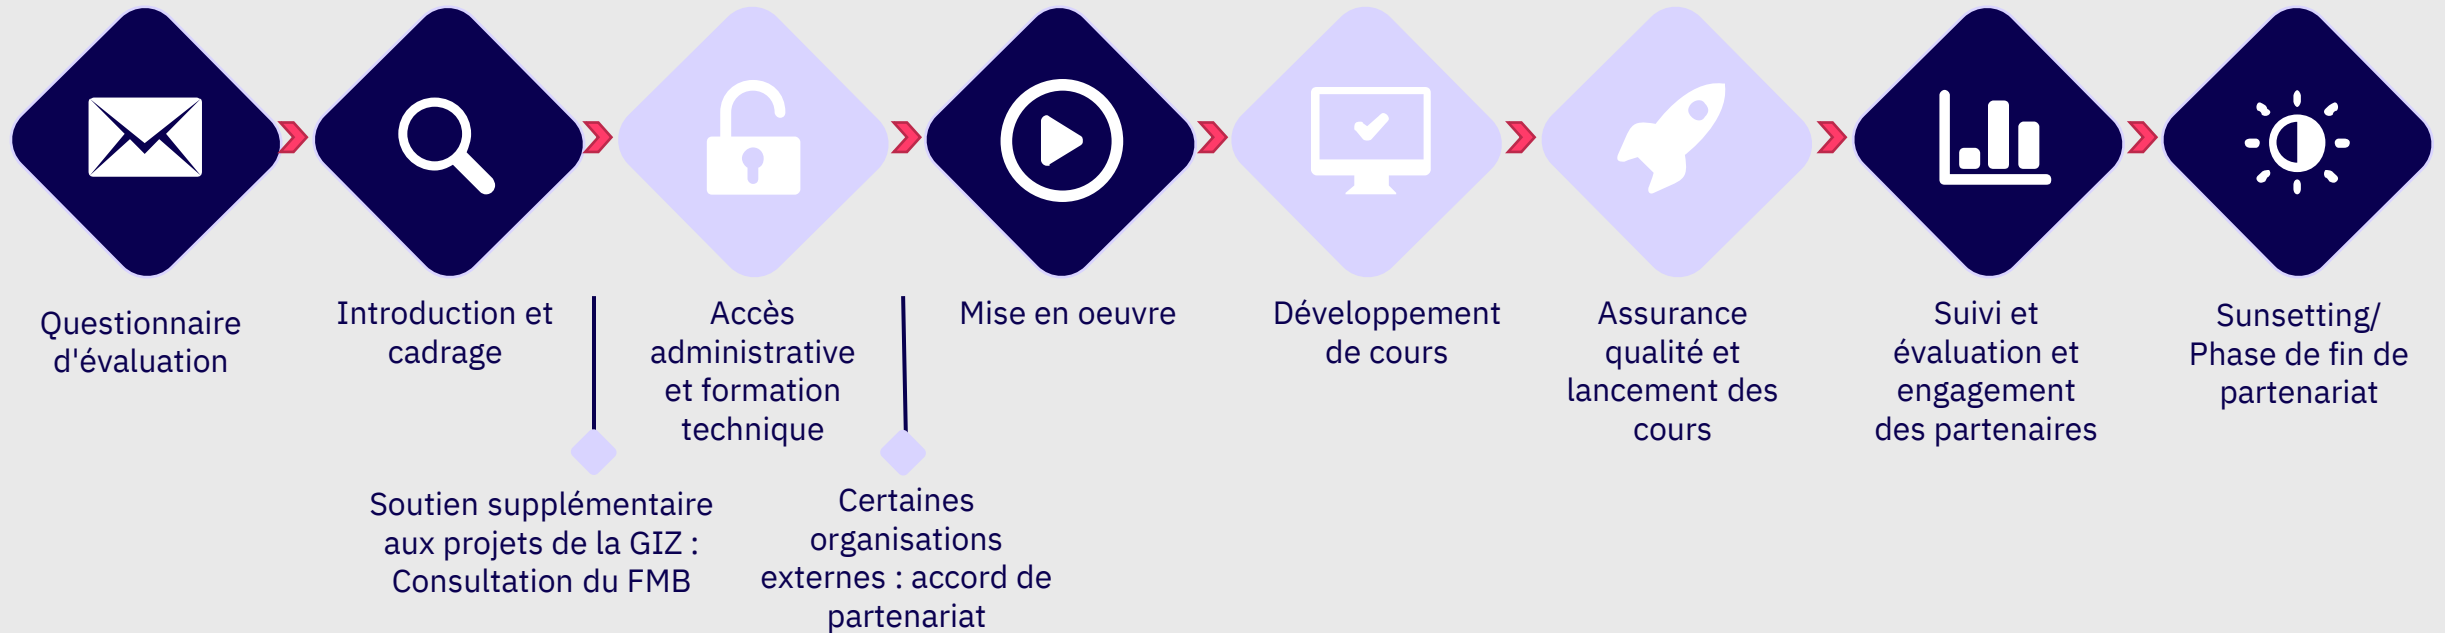 Questionnaire
d'évaluation
Introduction et
cadrage
Accès
administrative
et formation
technique
Mise en oeuvre
Développement
de cours
Assurance
qualité et
lancement des
cours
Suivi et
évaluation et
engagement
des partenaires
Sunsetting/
Phase de fin de
partenariat
Soutien supplémentaire
aux projets de la GIZ :
Consultation du FMB
Certaines
organisations
externes : accord de
partenariat